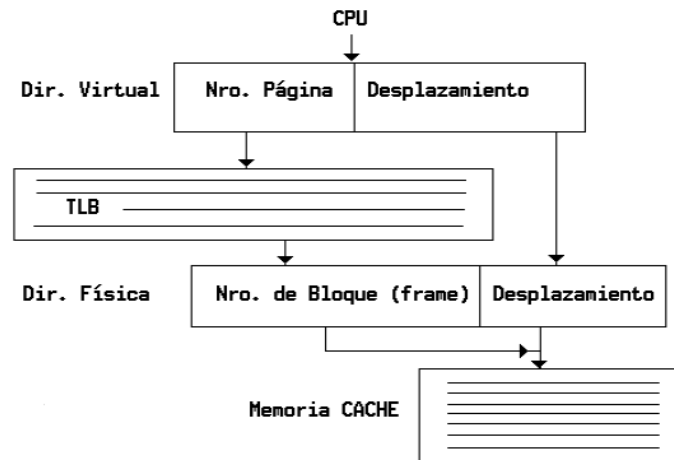 CPU
Dir. Virtual
Nro. Página
Desplazamiento
TLB
Dir. Física
Nro. de Bloque (frame)
Desplazamiento
Memoria CACHE